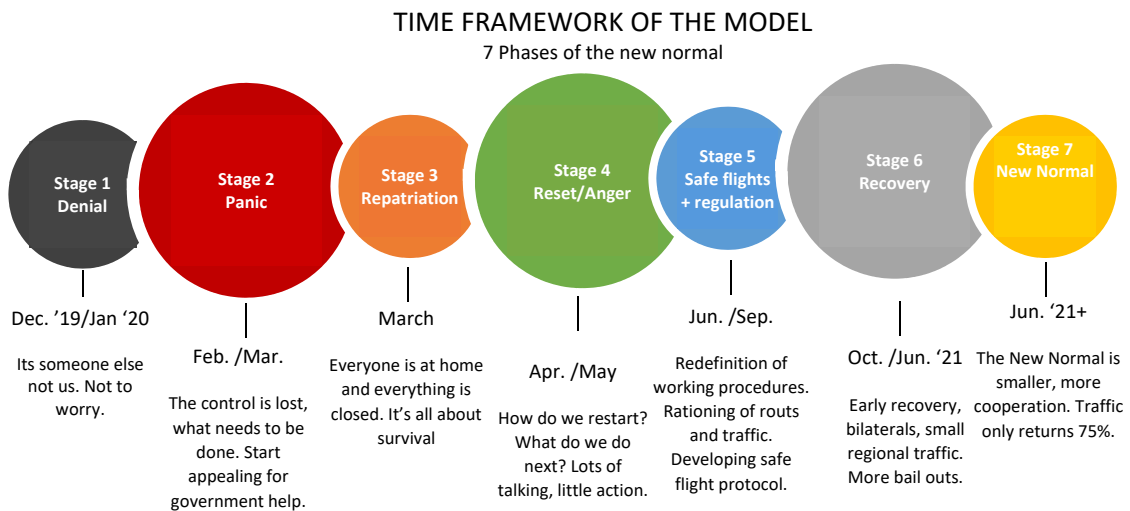 TIME FRAMEWORK OF THE MODEL
7 Phases of the new normal
Stage 1
Denial
Stage 2
Panic
Stage 3
Repatriation
Stage 4
Reset/Anger
Stage 5
Safe flights
+ regulation
Stage 6
Recovery
Stage 7
New Normal
Dec. ’19/Jan ‘20
Its someone else
not us. Not to
worry.
Feb. /Mar.
The control is lost,
what needs to be
done. Start
appealing for
government help.
March
Everyone is at home
and everything is
closed. It’s all about
survival
Apr. /May
How do we restart?
What do we do
next? Lots of
talking, little action.
Jun. /Sep.
Redefinition of
working procedures.
Rationing of routs
and traffic.
Developing safe
flight protocol.
Oct. /Jun. ‘21
Early recovery,
bilaterals, small
regional traffic.
More bail outs.
Jun. ‘21+
The New Normal is
smaller, more
cooperation. Traffic
only returns 75%.